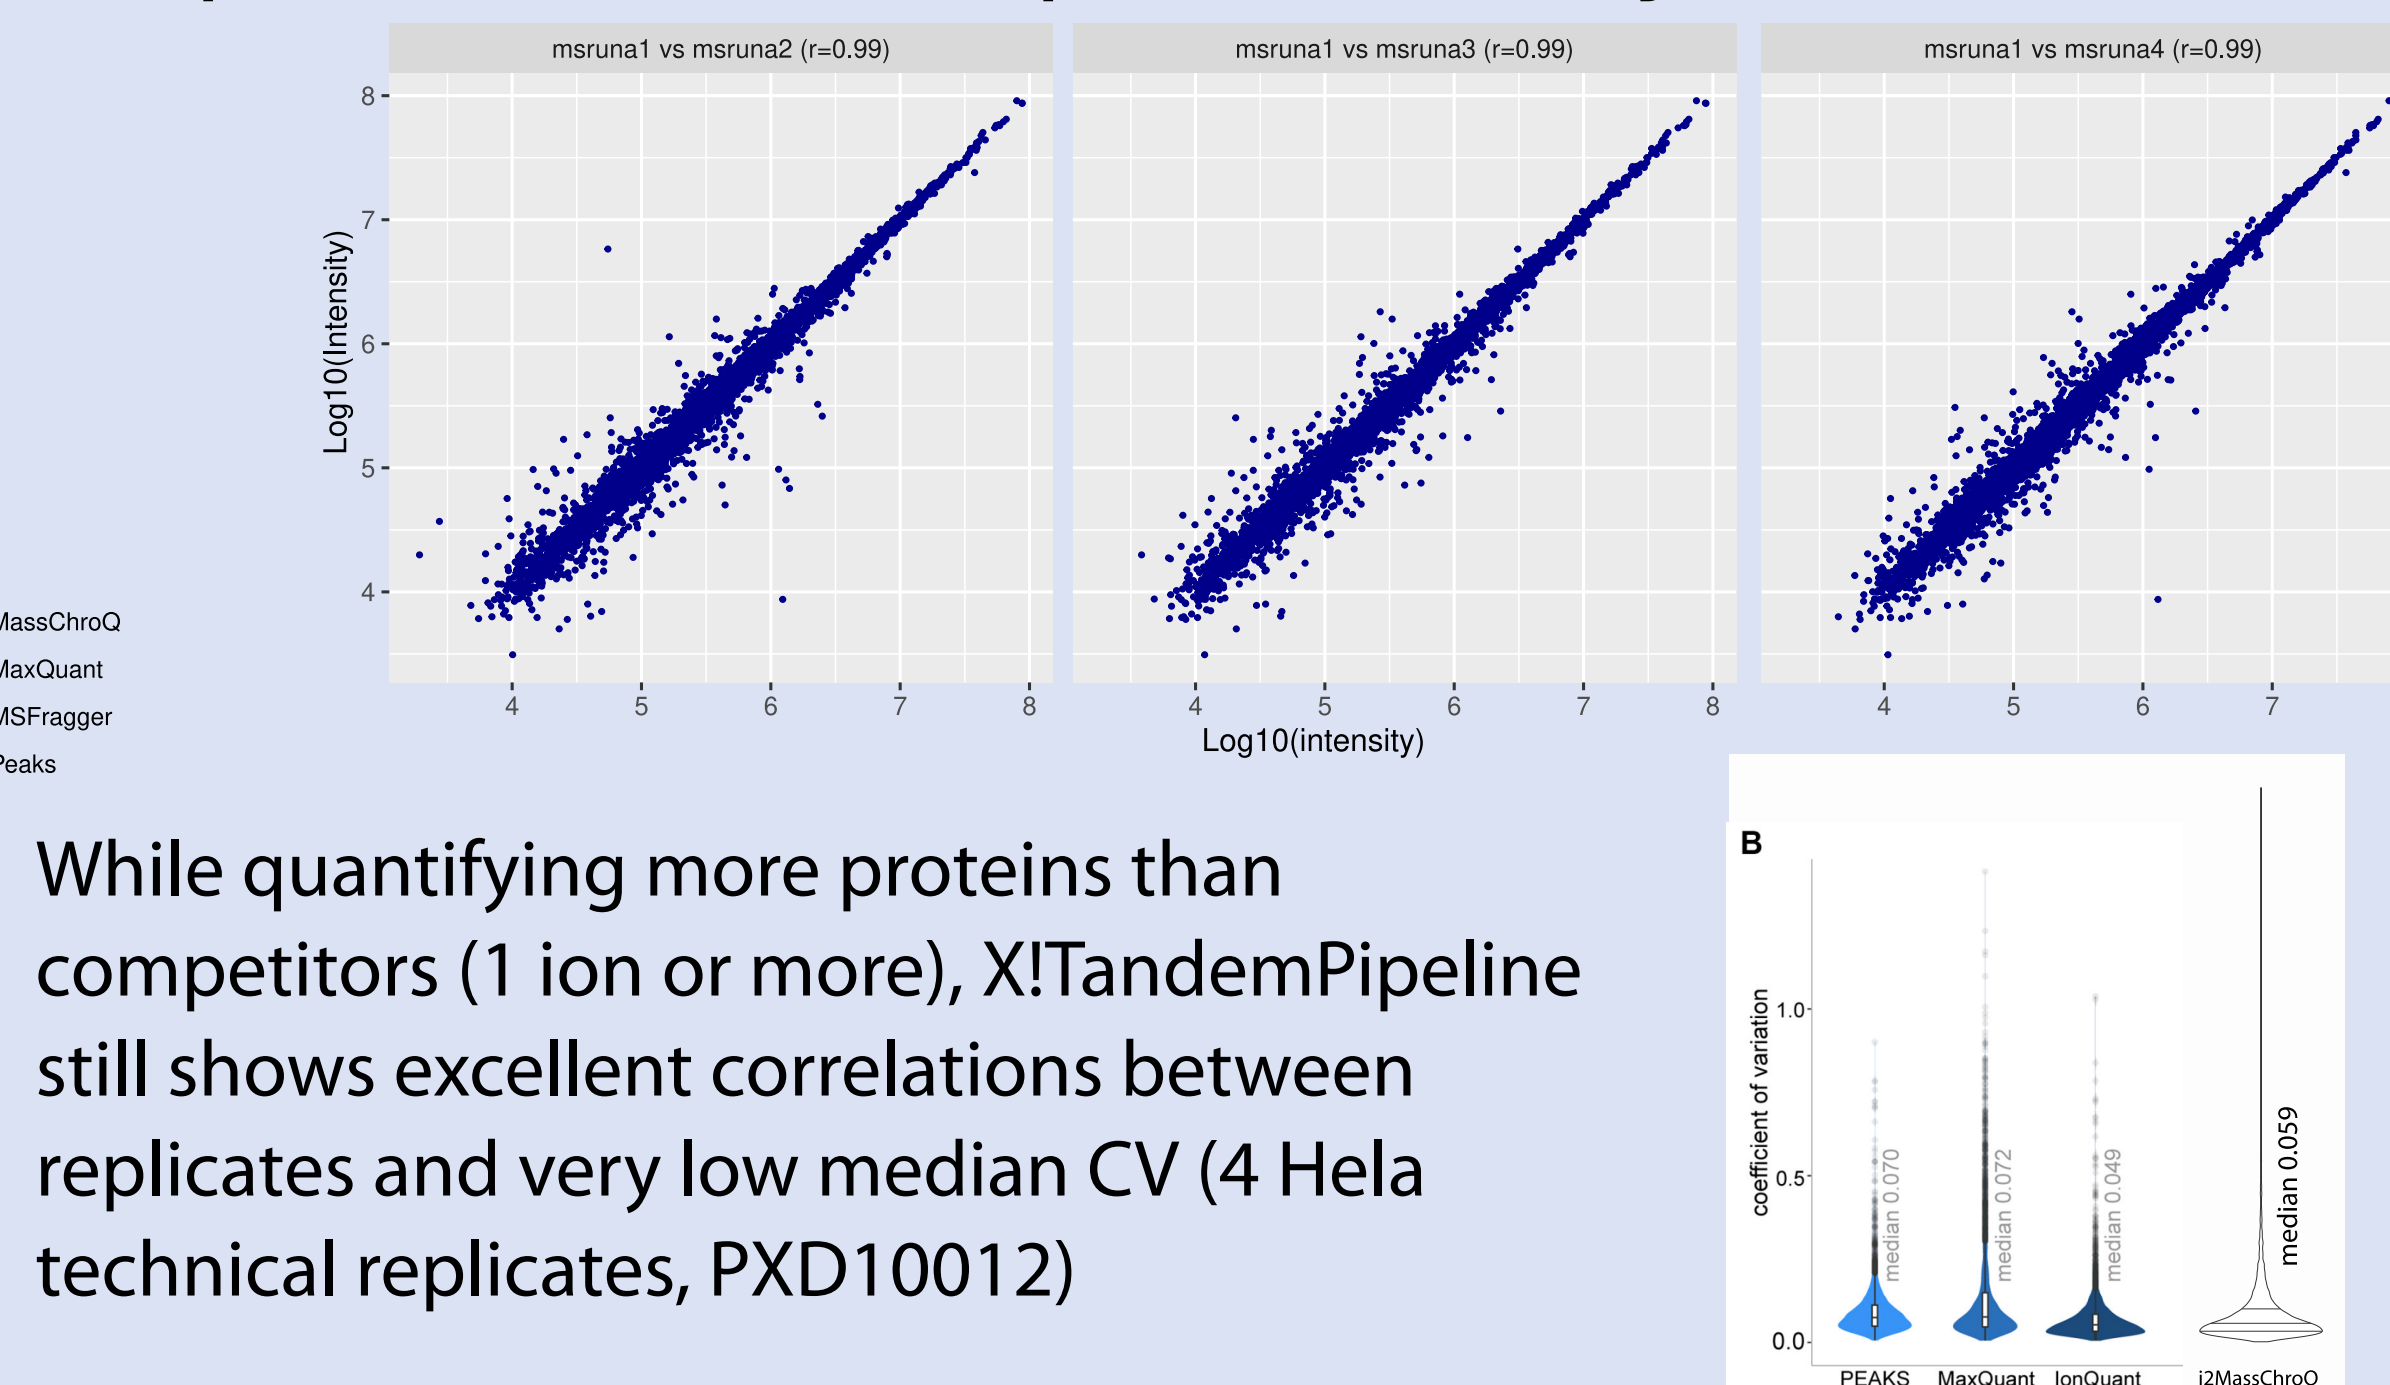 msruna1 vs msruna2 (r=0.99)
msruna1 vs msruna3 (r=0.99)
msruna1 vs msruna4 (r=0.99)
Log10(Intensity)
8
7
6
5
4
4 5 6 7 8
4 5 6 7 8
4 5 6 7
Log10(intensity)
MassChroQ
MaxQuant
MSFragger
Peaks
While quantifying more proteins than
competitors (1 ion or more), X!TandemPipeline
still shows excellent correlations between
replicates and very low median CV (4 Hela
technical replicates, PXD10012)
B
coefficient of variation
1.0
0.5
0.0
median 0.070
median 0.072
median 0.049
median 0.059
PEAKS MaxQuant IonQuant i2MassChroQ